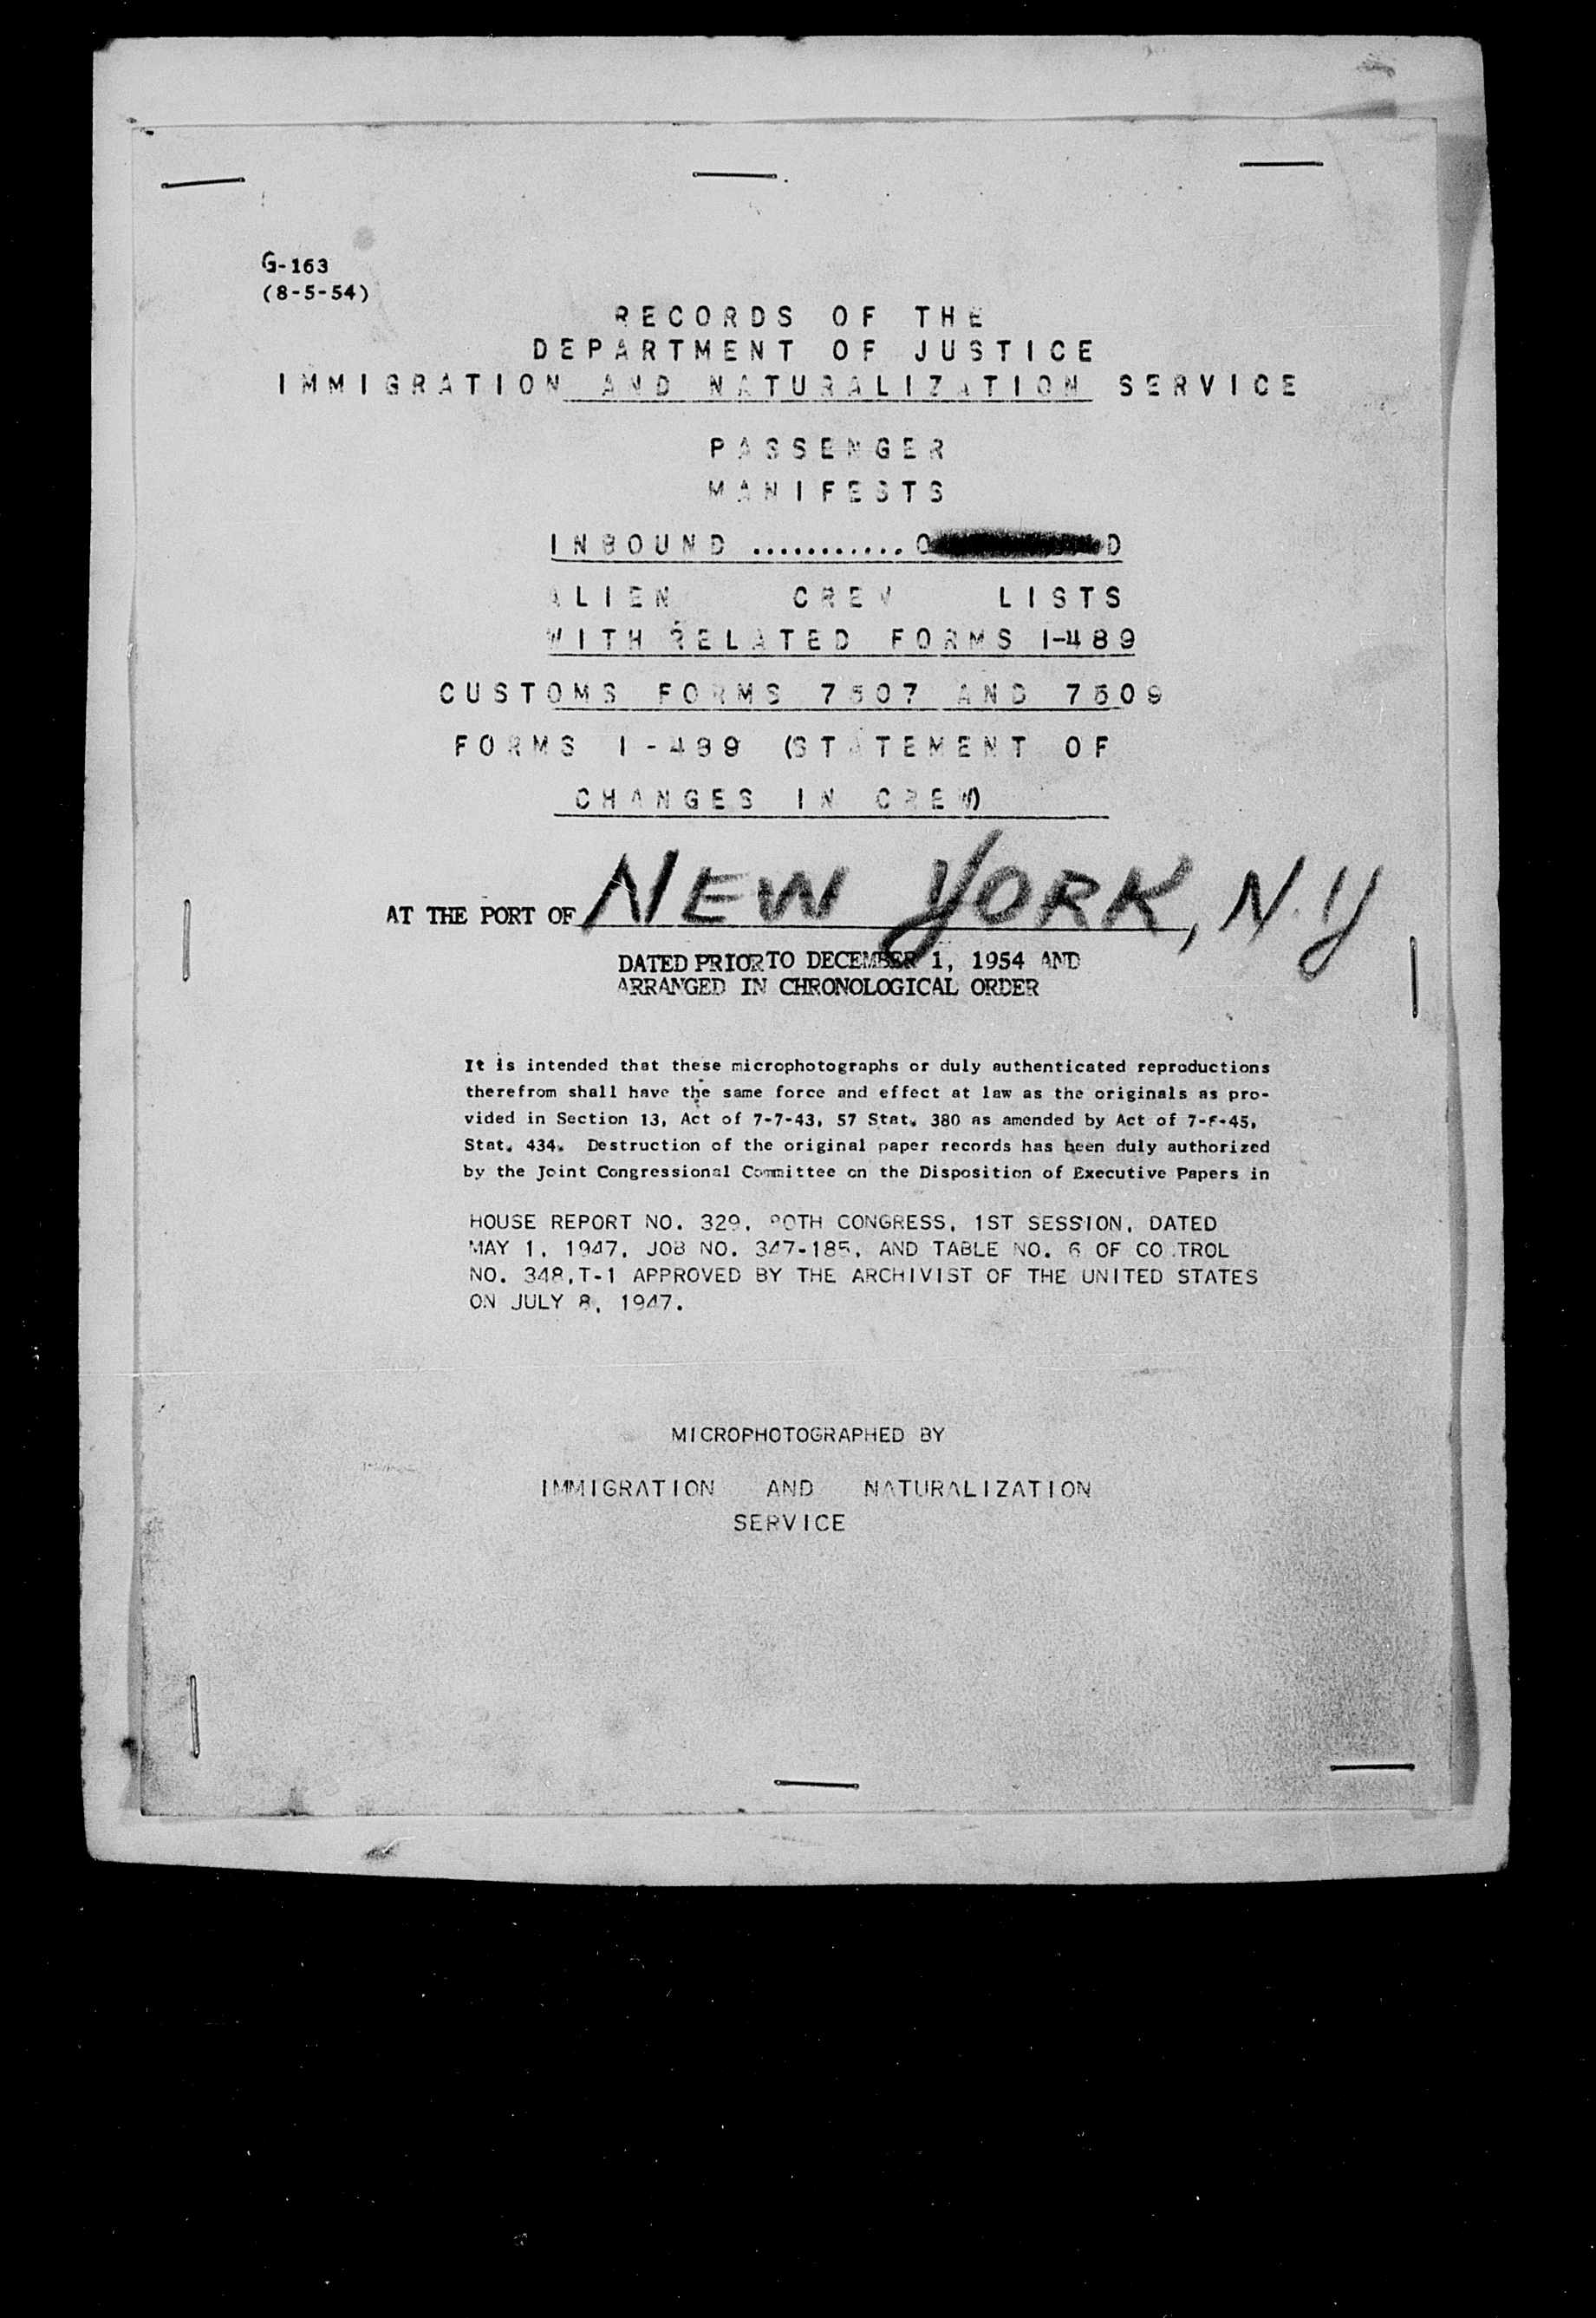 G-163
(8-5-54)
RECORDS OF THE
DEPARTMENT OF JUSTICE
IMMIGRATION AND NATURALIZATION SERVICE
PASSENGER
MANIFESTS
INBOUND ...........O D
ALIEN CREW LISTS
WITH RELATED FORMS I-489
CUSTOMS FORMS 7507 AND 7509
FORMS I-489 (STATEMENT OF
CHANGES IN CREW)
AT THE PORT OF NEW YORK, N.Y
DATED PRIOR TO DECEMBER 1, 1954 AND
ARRANGED IN CHRONOLOGICAL ORDER
It is intended that these microphotographs or duly authenticated reproductions
therefrom shall have the same force and effect at law as the originals as pro-
vided in Section 13, Act of 7-7-43, 57 Stat. 380 as amended by Act of
Stat. 434. Destruction of the original paper records has been duly authorized
by the Joint Congressional Committee on the Disposition of Executive Papers in
HOUSE REPORT NO. 329, 80TH CONGRESS, 1ST SESSION, DATED
MAY 1, 1947, JOB NO. 347-185, AND TABLE NO. 6 OF CO TROL
NO. 348,T-1 APPROVED BY THE ARCHIVIST OF THE UNITED STATES
ON JULY 8, 1947.
MICROPHOTOGRAPHED BY
IMMIGRATION AND NATURALIZATION
SERVICE